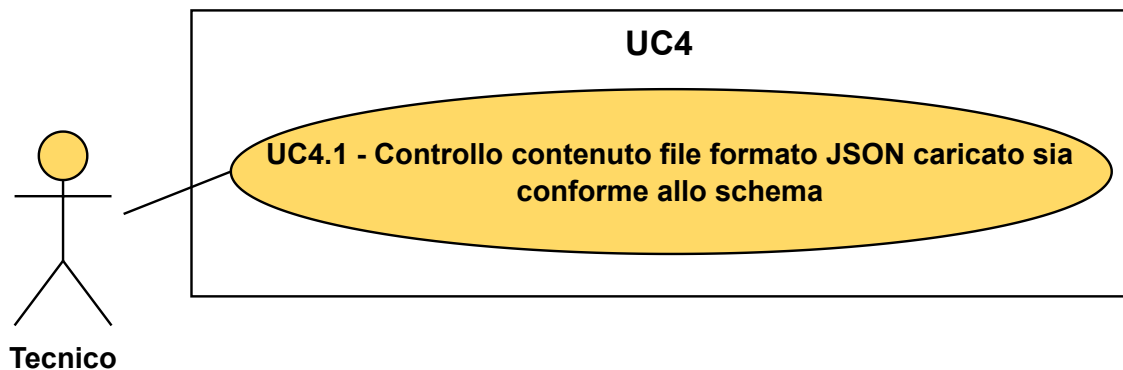 UC4
UC4.1 - Controllo contenuto file formato JSON caricato sia
conforme allo schema
Tecnico